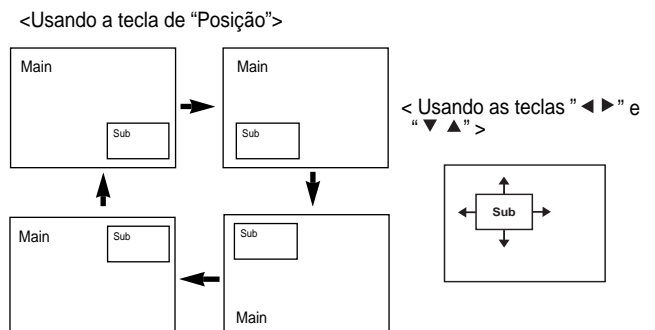 <Usando a tecla de “Posição”>
Main
Sub
Main
Sub
< Usando as teclas ” ◀ ▶ ” e
“ ▼ ▲ ” >
Sub
Main
Sub
Sub
Main